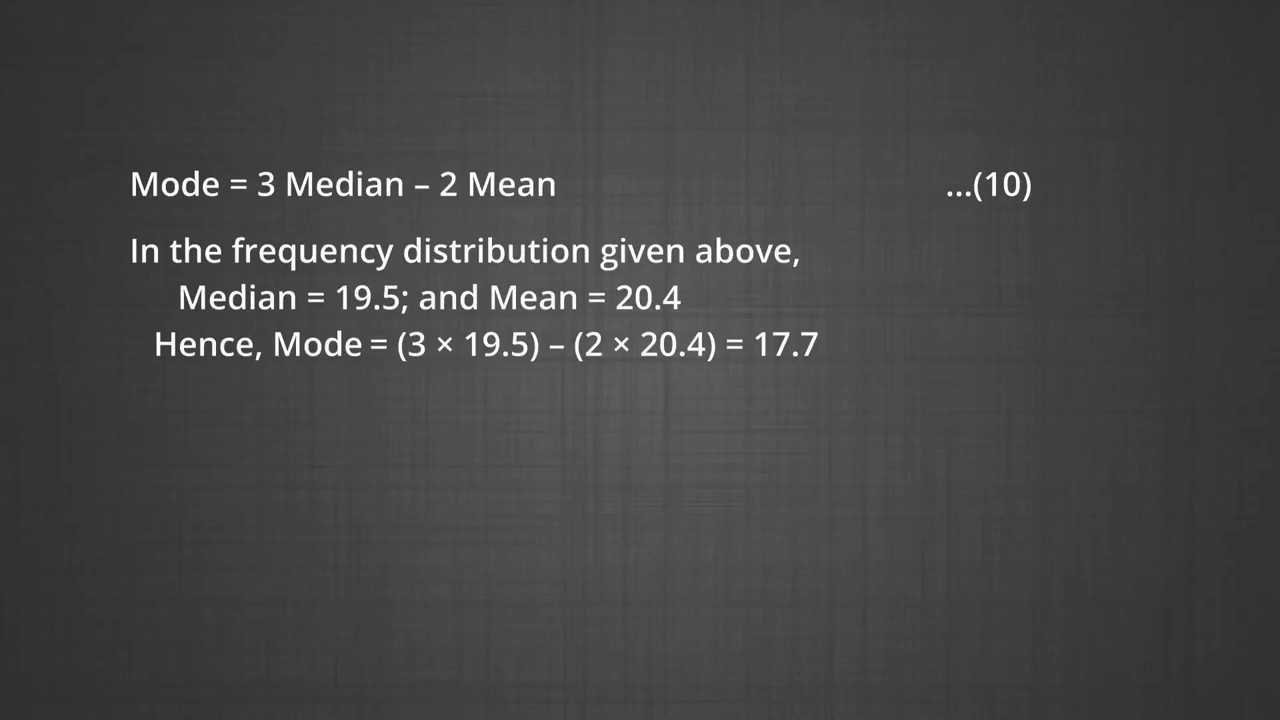 Mode = 3 Median – 2 Mean ...(10)
In the frequency distribution given above,
Median = 19.5; and Mean = 20.4
Hence, Mode = (3 × 19.5) – (2 × 20.4) = 17.7